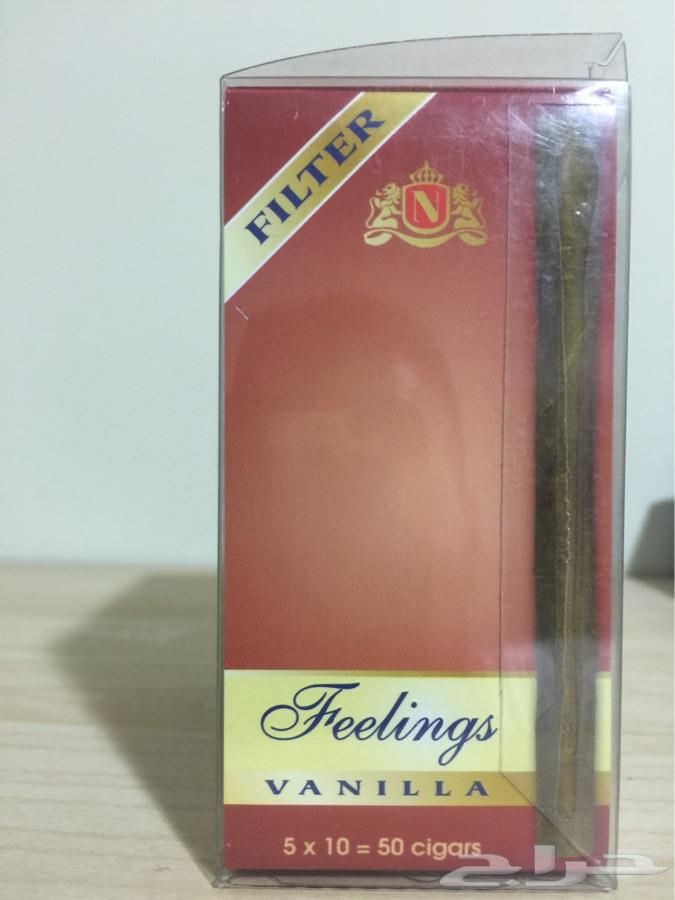 FILTER
N
Feelings
VANILLA
5 x 10 = 50 cigars
حراج